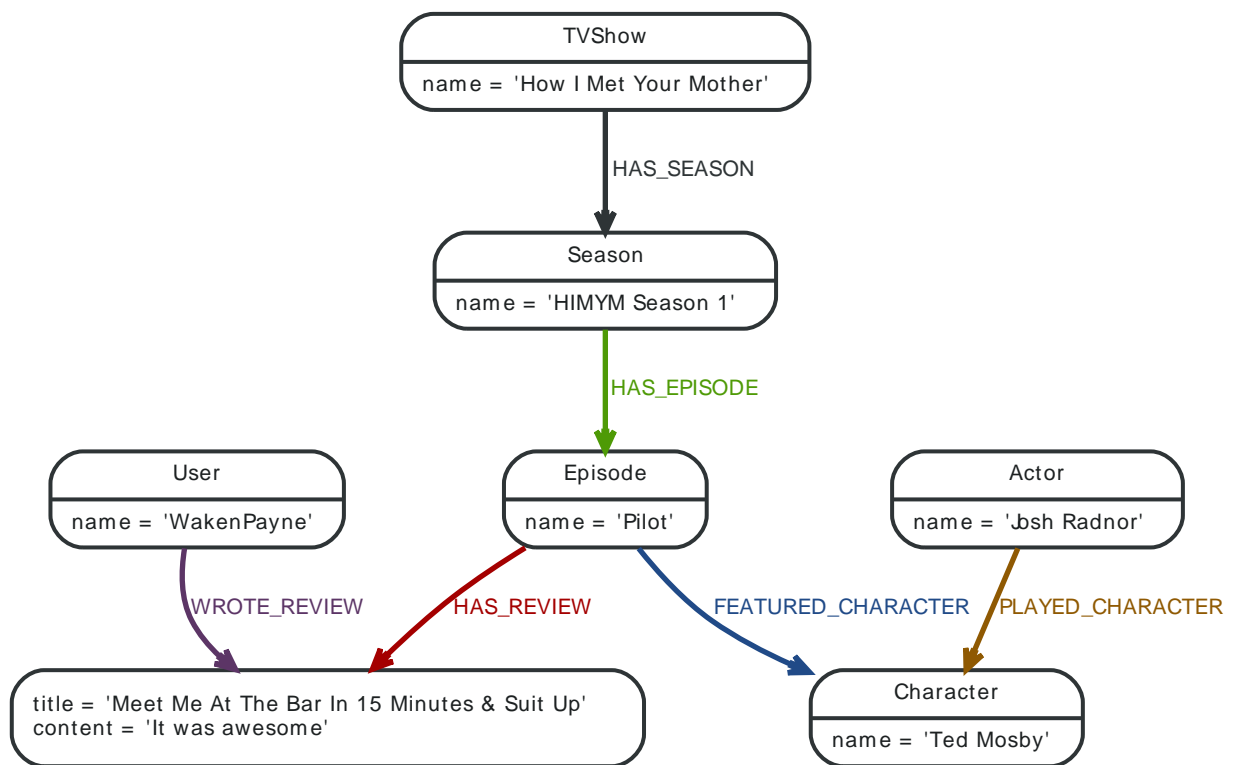 TVShow
name = 'How I Met Your Mother'
HAS_SEASON
Season
name = 'HIMYM Season 1'
HAS_EPISODE
User
name = 'WakenPayne'
Episode
name = 'Pilot'
Actor
name = 'Josh Radnor'
WROTE_REVIEW
HAS_REVIEW
FEATURED_CHARACTER
PLAYED_CHARACTER
title = 'Meet Me At The Bar In 15 Minutes & Suit Up'
content = 'It was awesome'
Character
name = 'Ted Mosby'